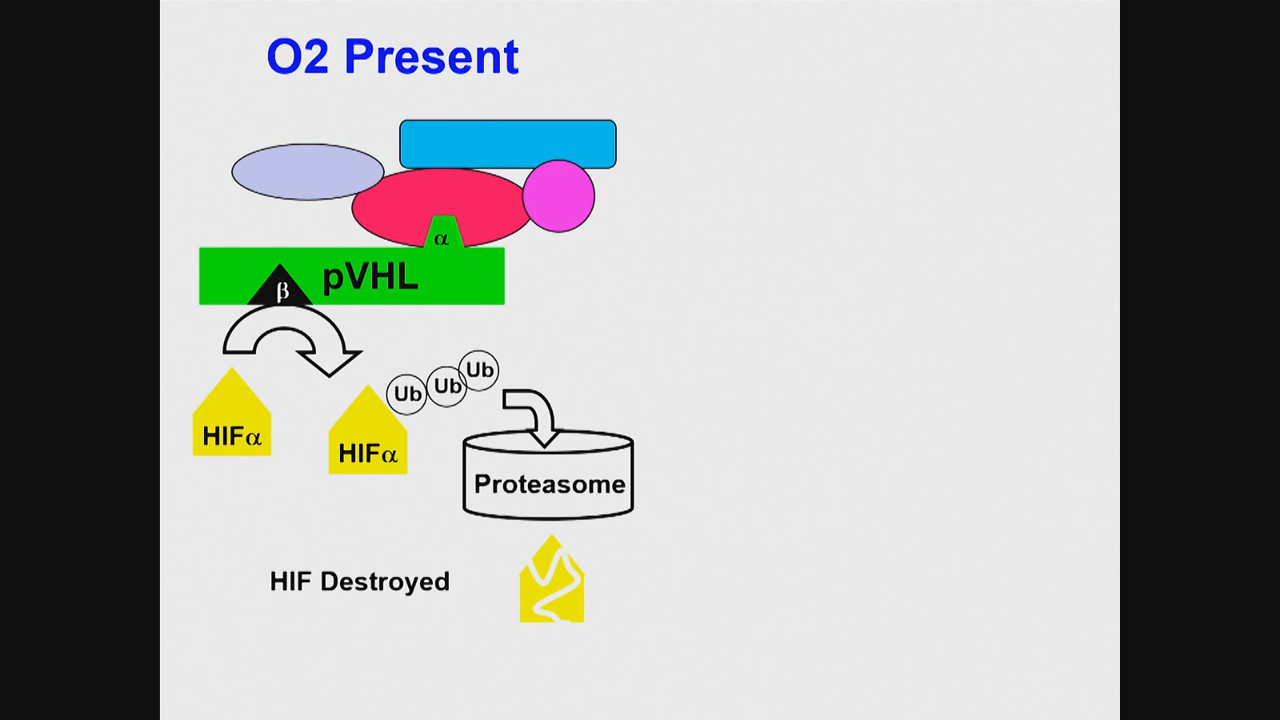 O2 Present
α
pVHL
β
Ub
Ub
Ub
HIFα
HIFα
Proteasome
HIF Destroyed